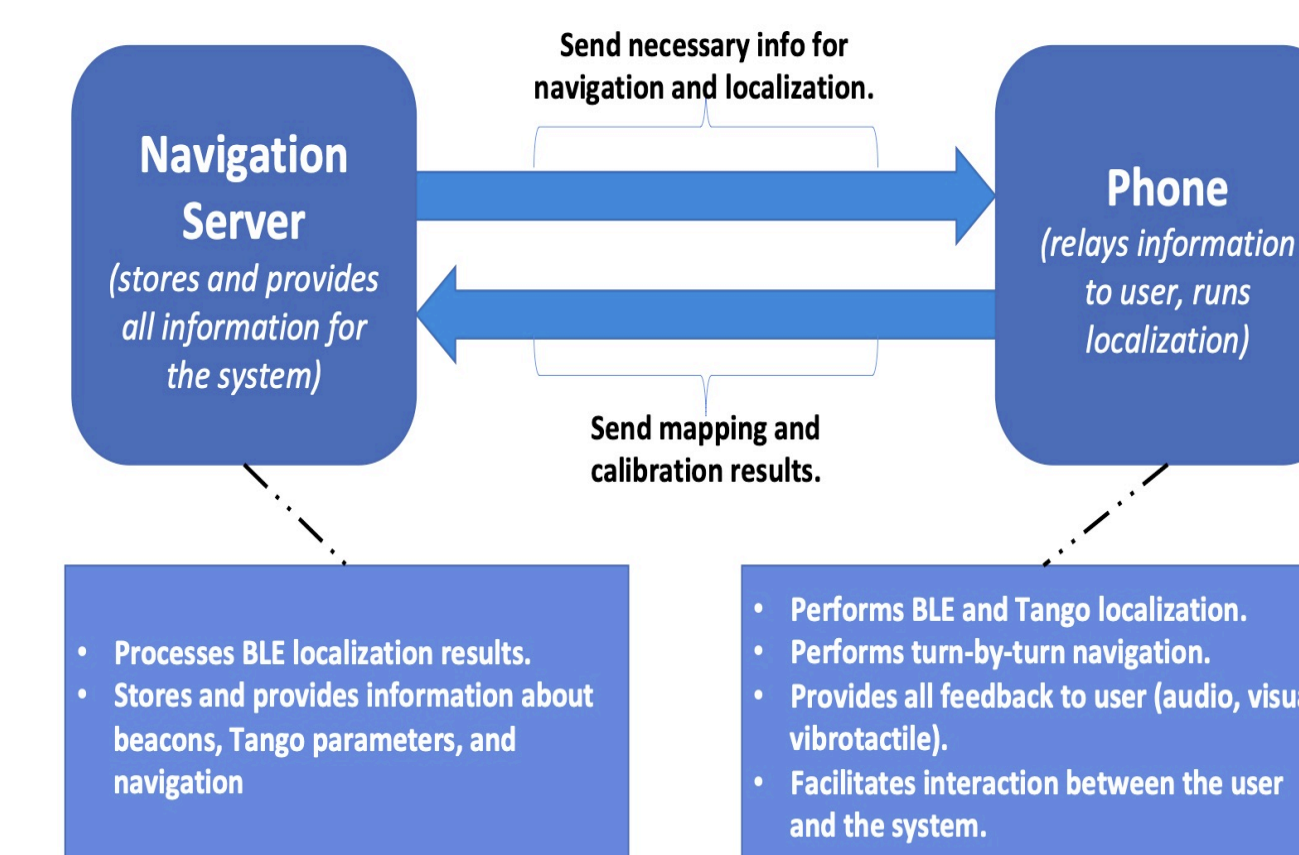 Send necessary info for
navigation and localization.
Navigation
Server
(stores and provides
all information for
the system)
Phone
(relays information
to user, runs
localization)
Send mapping and
calibration results.
• Processes BLE localization results.
• Stores and provides information about
beacons, Tango parameters, and
navigation
• Performs BLE and Tango localization.
• Performs turn-by-turn navigation.
• Provides all feedback to user (audio,
vibrotactile).
• Facilitates interaction between the user
and the system.